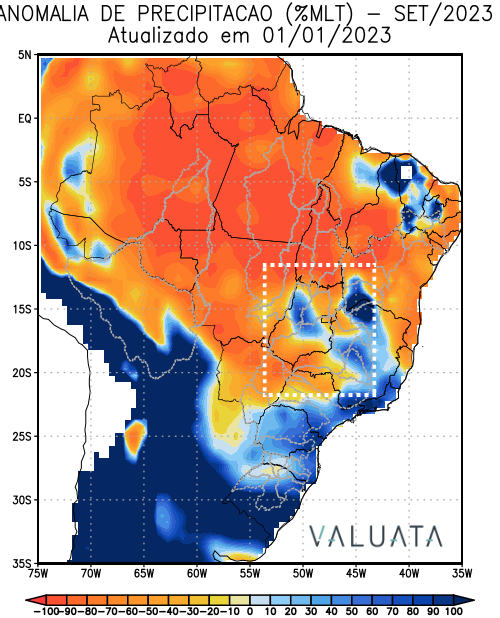 ANOMALIA DE PRECIPITACAO (%MLT) – SET/2023
Atualizado em 01/01/2023
5N
EQ
5S
10S
15S
20S
25S
30S
35S
VALUATA
75W 70W 65W 60W 55W 50W 45W 40W 35W
-100 -90 -80 -70 -60 -50 -40 -30 -20 -10 0 10 20 30 40 50 60 70 80 90 100